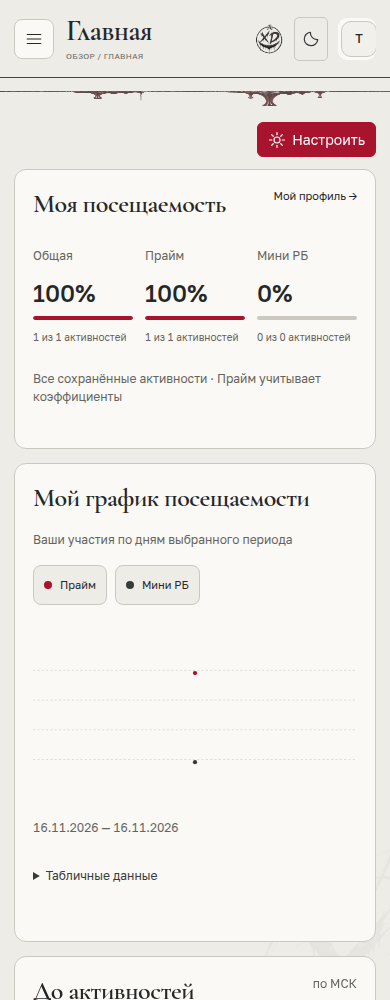 Главная
ОБЗОР / ГЛАВНАЯ
XD
T
Настроить
Моя посещаемость
Мой профиль →
Общая
Прайм
Мини РБ
100%
100%
0%
1 из 1 активностей
1 из 1 активностей
0 из 0 активностей
Все сохранённые активности · Прайм учитывает
коэффициенты
Мой график посещаемости
Ваши участия по дням выбранного периода
Прайм
Мини РБ
16.11.2026 — 16.11.2026
Табличные данные
До активностей
по МСК